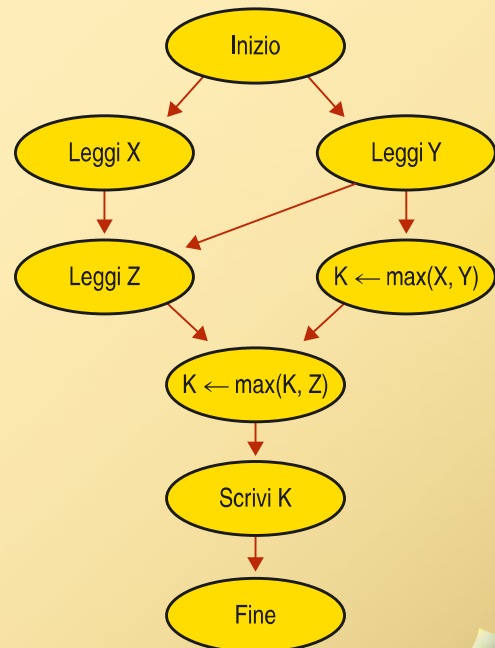 Inizio
Leggi X
Leggi Y
Leggi Z
K ← max(X, Y)
K ← max(K, Z)
Scrivi K
Fine